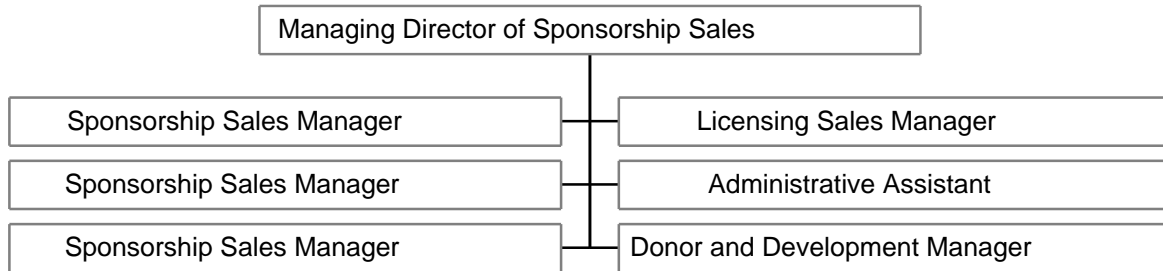 Managing Director of Sponsorship Sales
Sponsorship Sales Manager
Licensing Sales Manager
Sponsorship Sales Manager
Administrative Assistant
Sponsorship Sales Manager
Donor and Development Manager